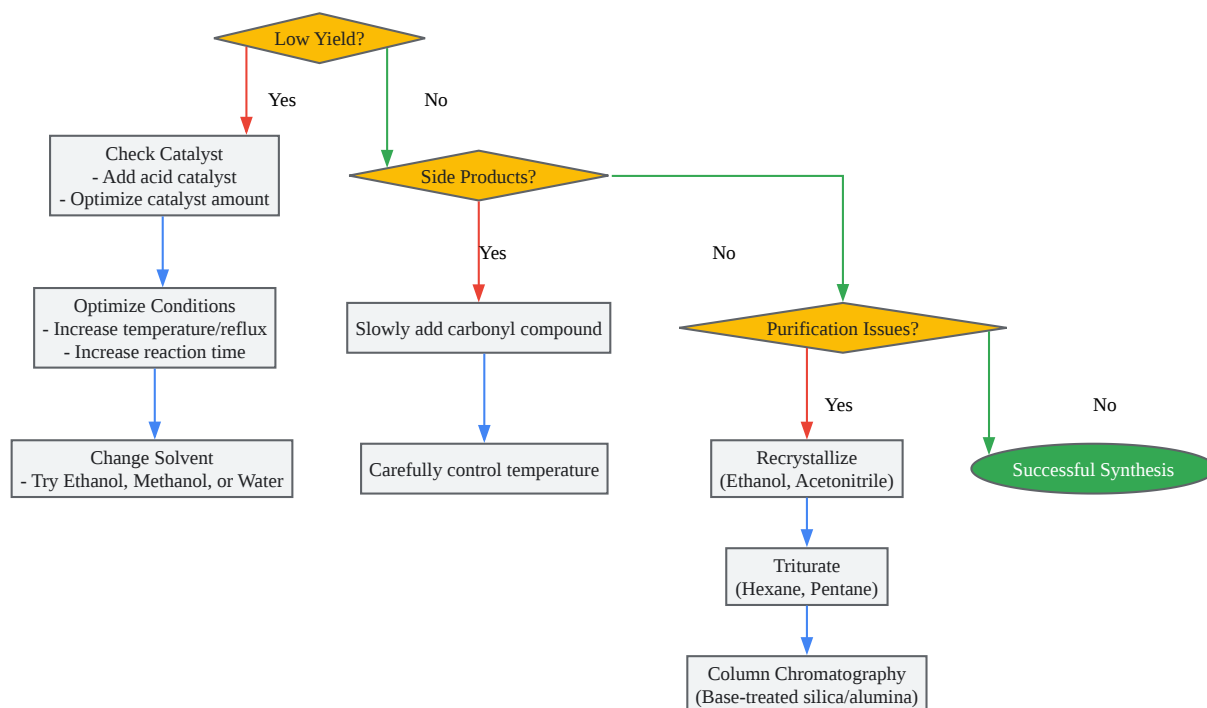 Low Yield?
Yes
No
Check Catalyst
- Add acid catalyst
- Optimize catalyst amount
Side Products?
Yes
No
Optimize Conditions
- Increase temperature/reflux
- Increase reaction time
Slowly add carbonyl compound
Purification Issues?
Yes
No
Change Solvent
- Try Ethanol, Methanol, or Water
Carefully control temperature
Recrystallize
(Ethanol, Acetonitrile)
Successful Synthesis
Triturate
(Hexane, Pentane)
Column Chromatography
(Base-treated silica/alumina)